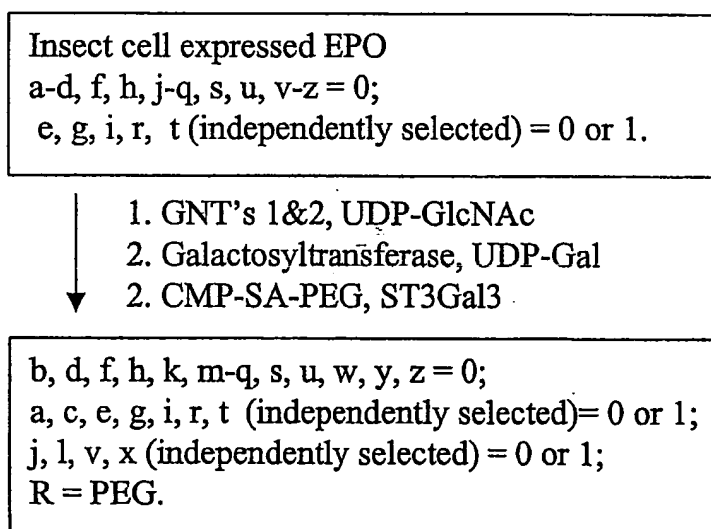 Insect cell expressed EPO
a-d, f, h, j-q, s, u, v-z = 0;
e, g, i, r, t (independently selected) = 0 or 1.
1. GNT's 1&2, UDP-GlcNAc
2. Galactosyltransferase, UDP-Gal
2. CMP-SA-PEG, ST3Gal3
b, d, f, h, k, m-q, s, u, w, y, z = 0;
a, c, e, g, i, r, t (independently selected)= 0 or 1;
j, l, v, x (independently selected) = 0 or 1;
R = PEG.